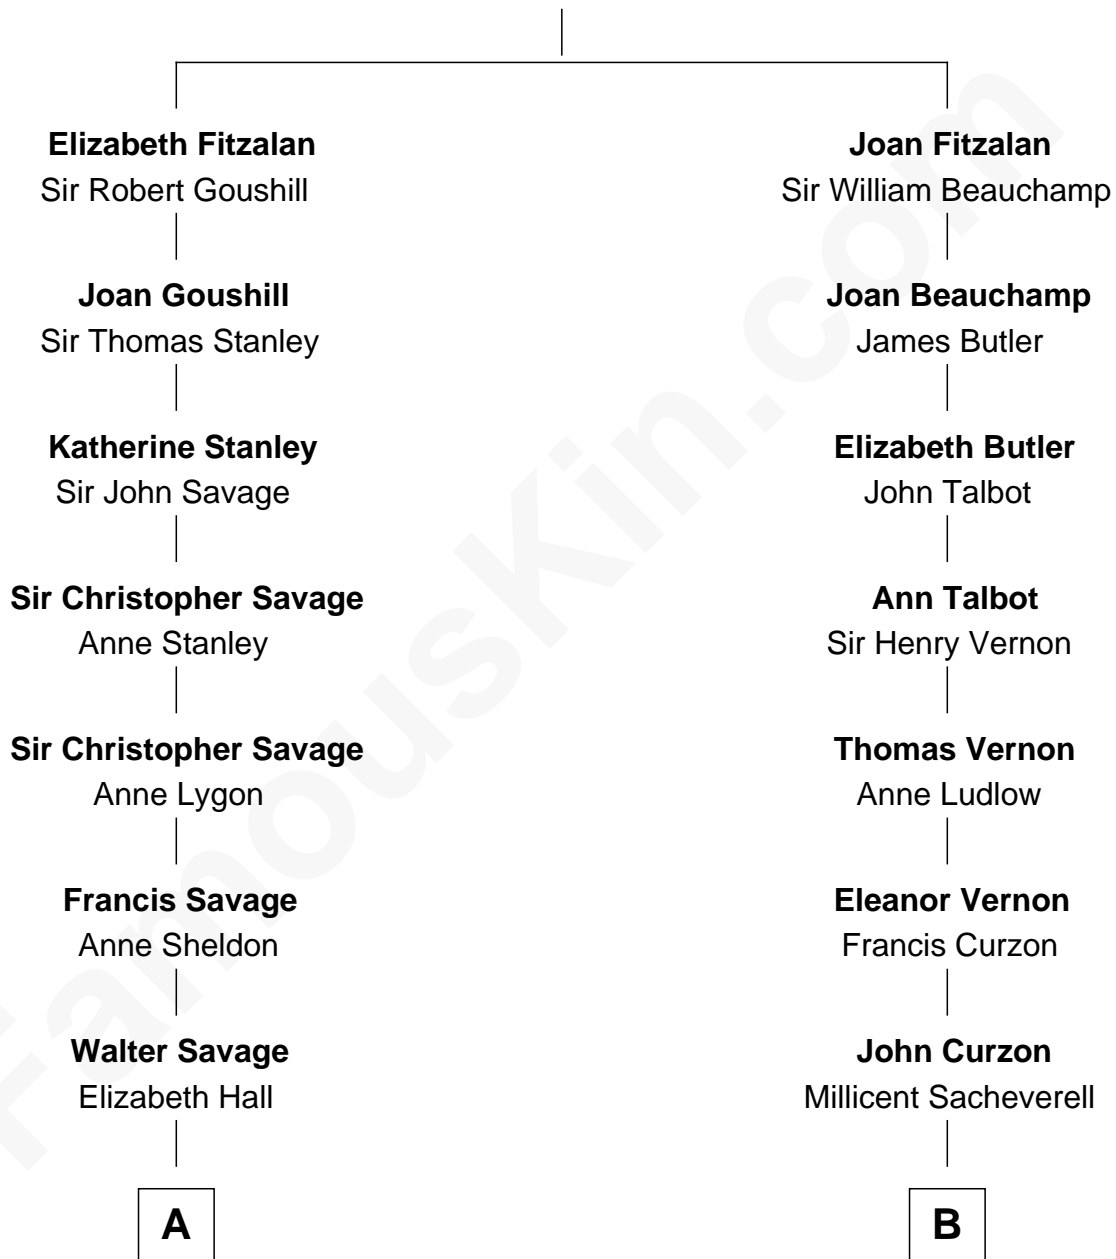 Elizabeth Fitzalan
Sir Robert Goushill
Joan Goushill
Sir Thomas Stanley
Katherine Stanley
Sir John Savage
Sir Christopher Savage
Anne Stanley
Sir Christopher Savage
Anne Lygon
Francis Savage
Anne Sheldon
Walter Savage
Elizabeth Hall
A
Joan Fitzalan
Sir William Beauchamp
Joan Beauchamp
James Butler
Elizabeth Butler
John Talbot
Ann Talbot
Sir Henry Vernon
Thomas Vernon
Anne Ludlow
Eleanor Vernon
Francis Curzon
John Curzon
Millicent Sacheverell
B
FamousKin.com